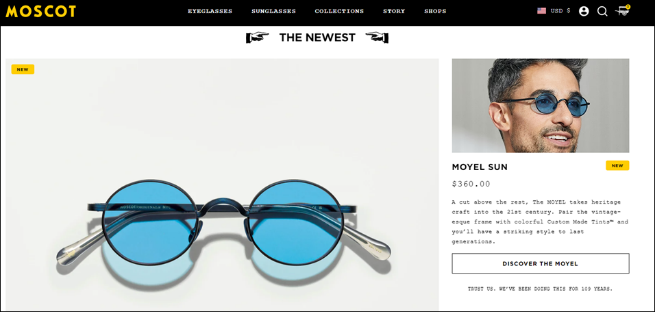 MOSCOT
EYEGLASSES SUNGLASSES COLLECTIONS STORY SHOPS
USD $
THE NEWEST
NEW
MOYEL SUN
NEW
$360.00
A cut above the rest, The MOYEL takes heritage
craft into the 21st century. Pair the vintage-
esque frame with colorful Custom Made Tints™ and
you'll have a striking style to last
generations.
DISCOVER THE MOYEL
TRUST US, WE'VE BEEN DOING THIS FOR 109 YEARS.